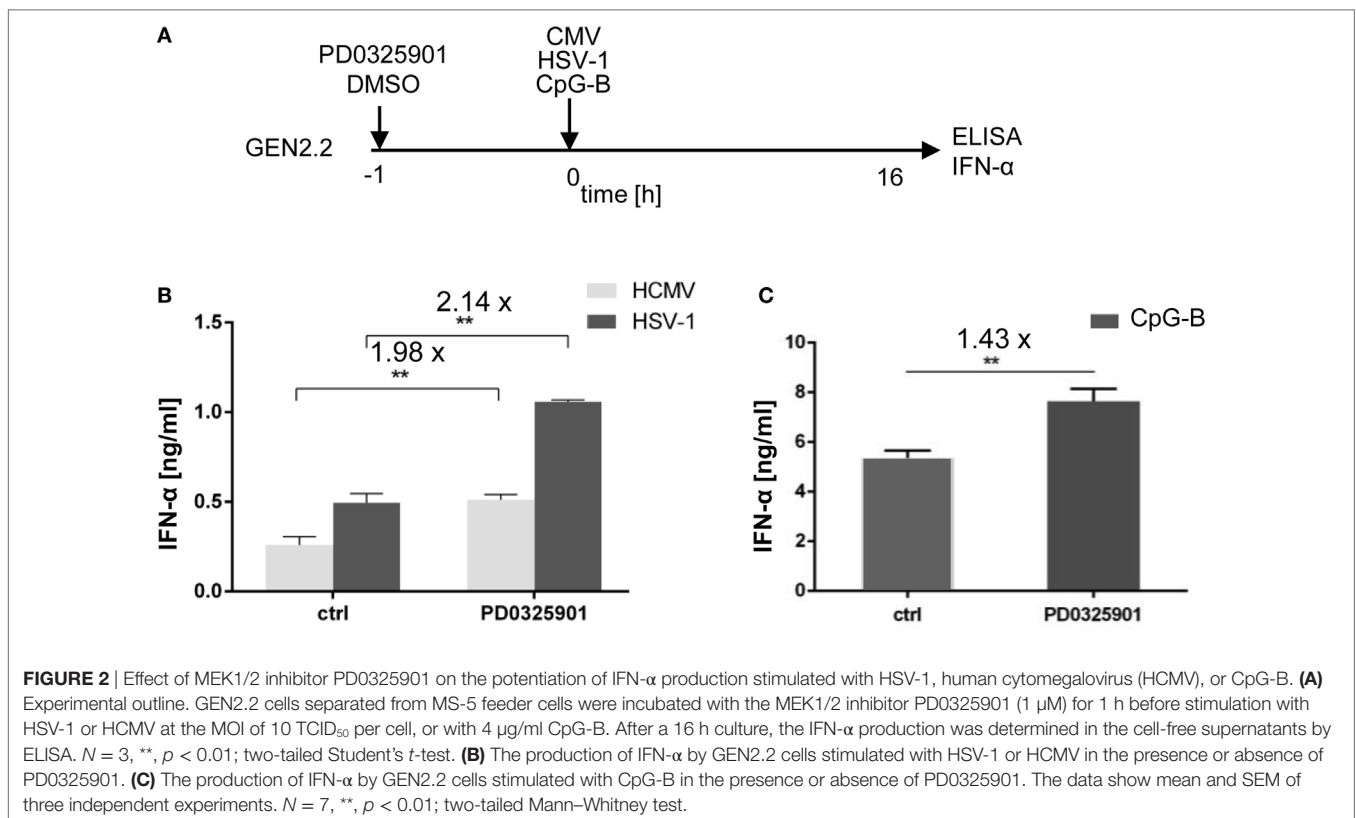 A
PD0325901
DMSO
CMV
HSV-1
CpG-B
GEN2.2
ELISA
IFN-α
-1
0
16
time [h]
B
HCMV
HSV-1
2.14 x
**
1.98 x
**
IFN-α [ng/ml]
1.5
1.0
0.5
0.0
ctrl
PD0325901
C
CpG-B
1.43 x
**
IFN-α [ng/ml]
10
8
6
4
2
0
ctrl
PD0325901
FIGURE 2 | Effect of MEK1/2 inhibitor PD0325901 on the potentiation of IFN-α production stimulated with HSV-1, human cytomegalovirus (HCMV), or CpG-B. (A)
Experimental outline. GEN2.2 cells separated from MS-5 feeder cells were incubated with the MEK1/2 inhibitor PD0325901 (1 μM) for 1 h before stimulation with
HSV-1 or HCMV at the MOI of 10 TCID50 per cell, or with 4 μg/ml CpG-B. After a 16 h culture, the IFN-α production was determined in the cell-free supernatants by
ELISA. N = 3, **, p < 0.01; two-tailed Student's t-test. (B) The production of IFN-α by GEN2.2 cells stimulated with HSV-1 or HCMV in the presence or absence of
PD0325901. (C) The production of IFN-α by GEN2.2 cells stimulated with CpG-B in the presence or absence of PD0325901. The data show mean and SEM of
three independent experiments. N = 7, **, p < 0.01; two-tailed Mann–Whitney test.